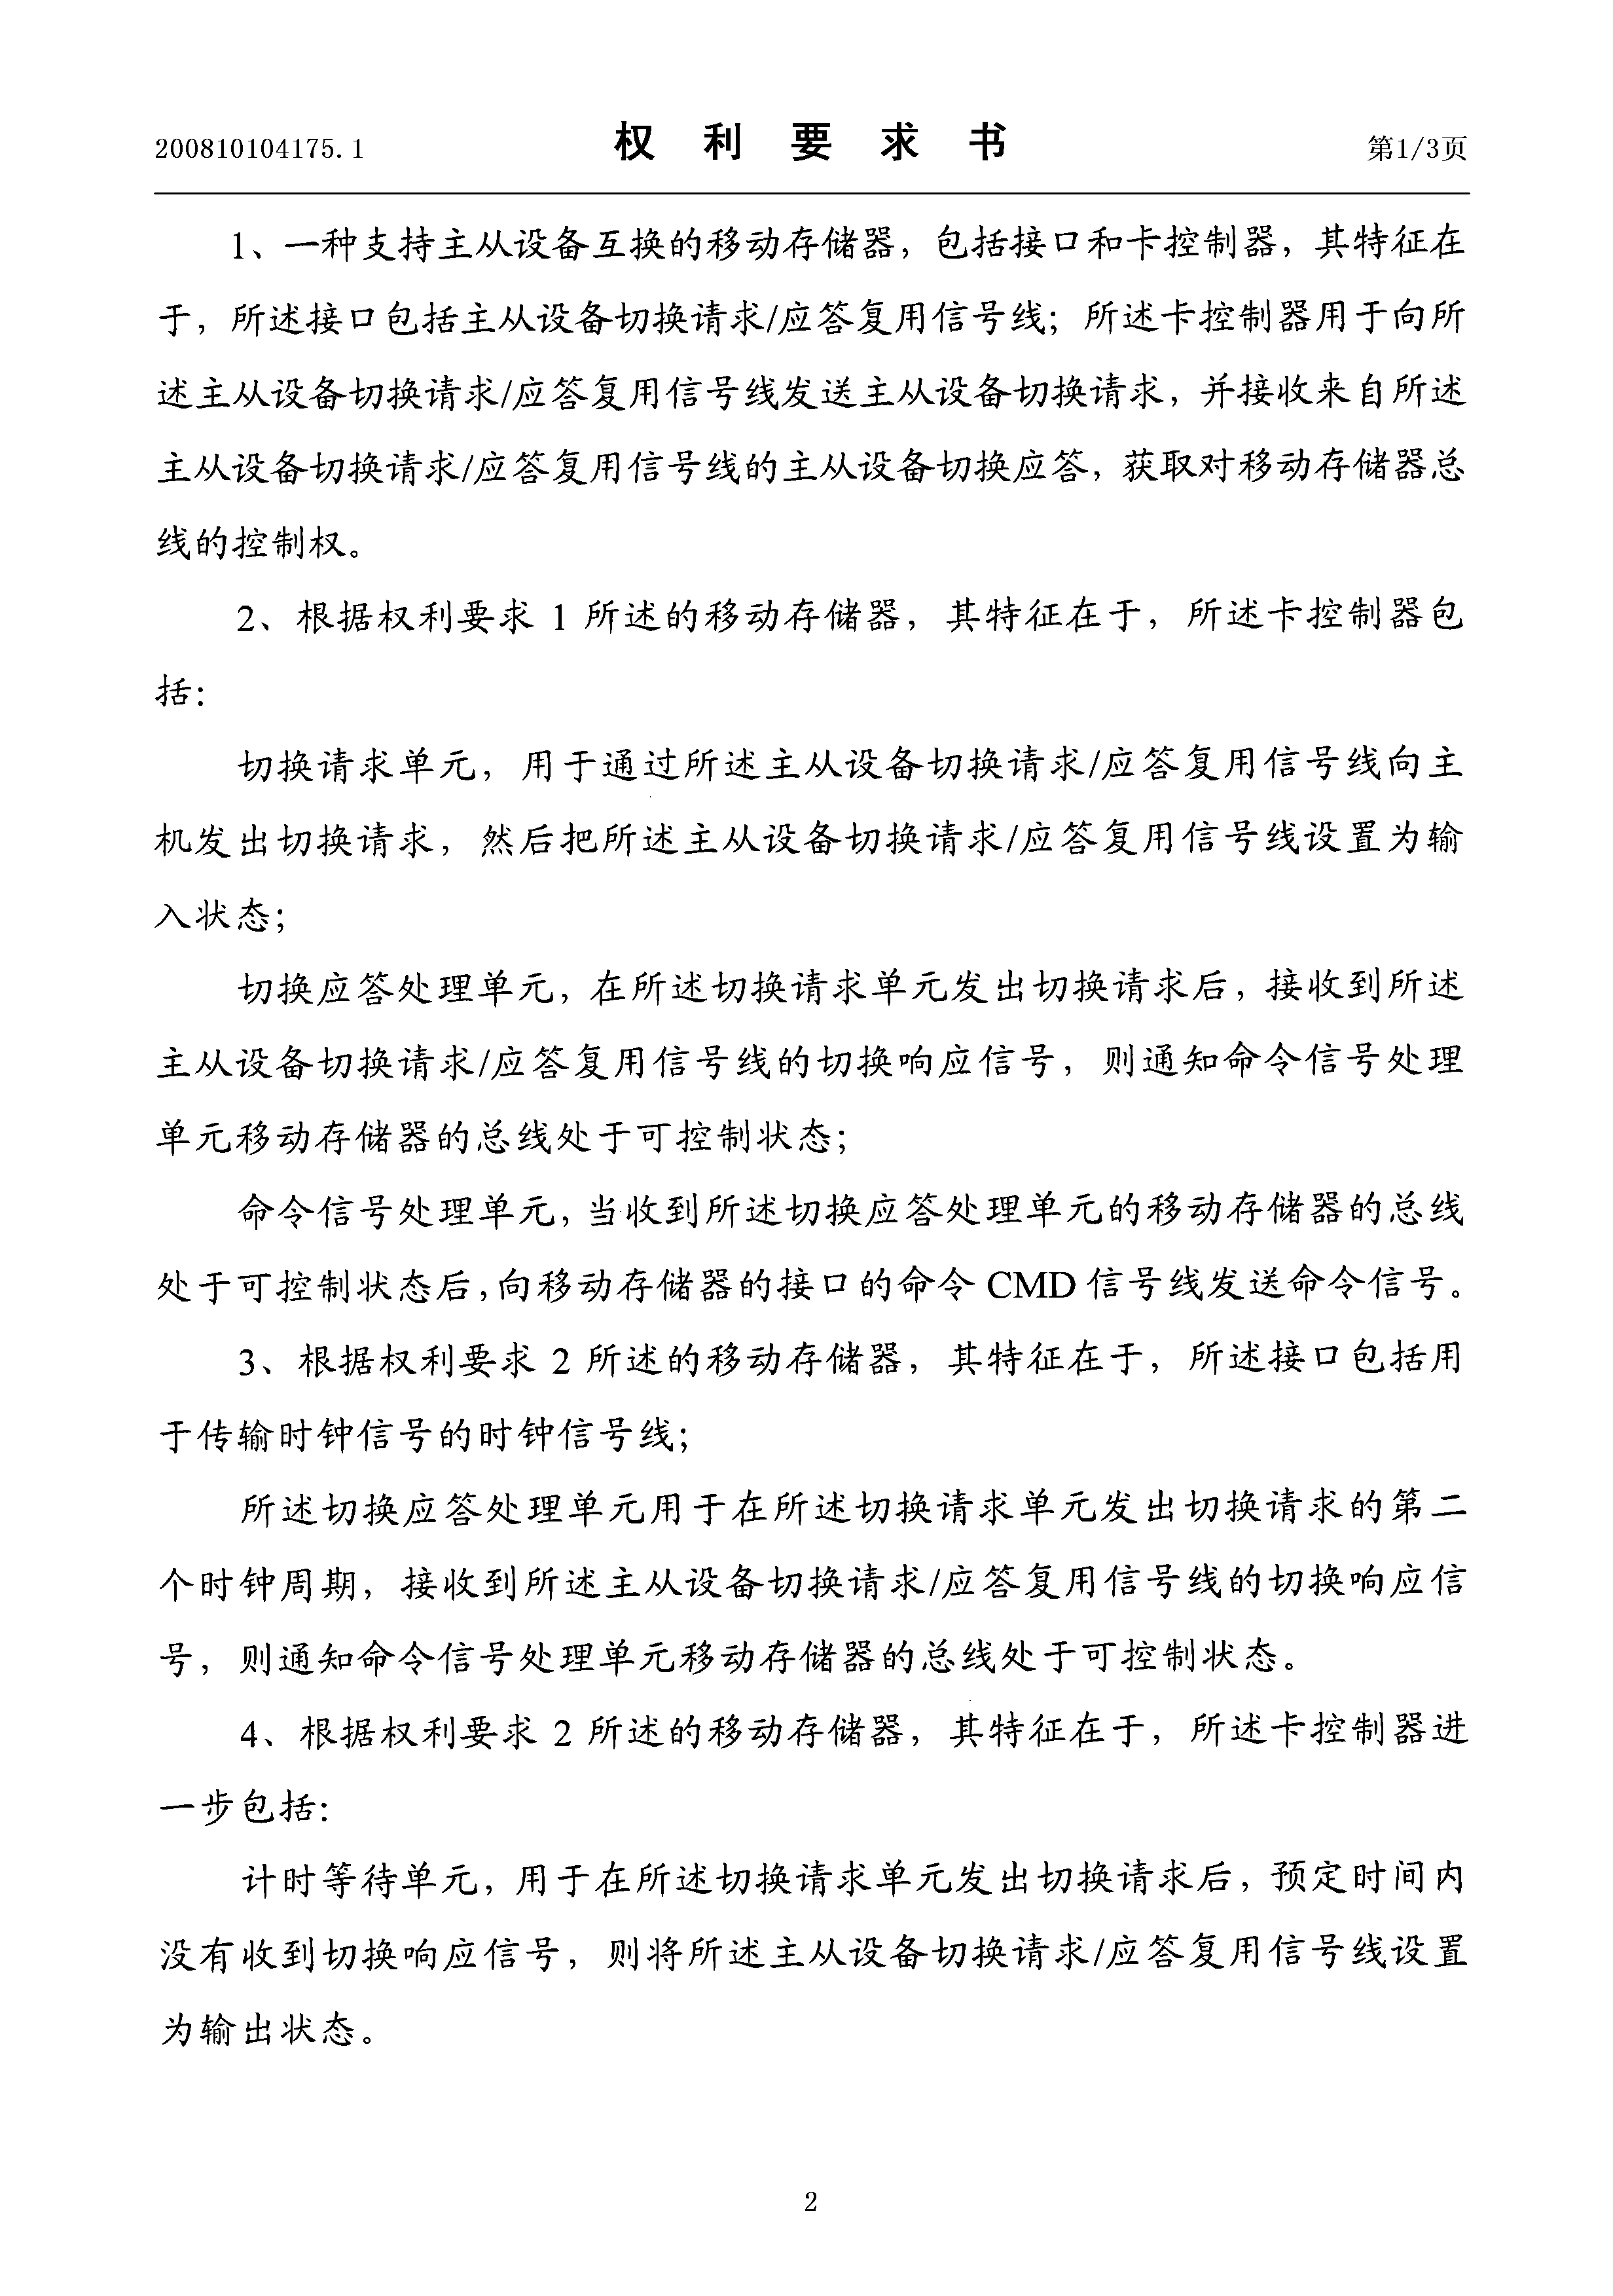 200810104175.1 权利要求书 第1/3页
1、一种支持主从设备互换的移动存储器，包括接口和卡控制器，其特征在
于，所述接口包括主从设备切换请求/应答复用信号线；所述卡控制器用于向所
述主从设备切换请求/应答复用信号线发送主从设备切换请求，并接收来自所述
主从设备切换请求/应答复用信号线的主从设备切换应答，获取对移动存储器总
线的控制权。
2、根据权利要求 1 所述的移动存储器，其特征在于，所述卡控制器包
括：
切换请求单元，用于通过所述主从设备切换请求/应答复用信号线向主
机发出切换请求，然后把所述主从设备切换请求/应答复用信号线设置为输
入状态；
切换应答处理单元，在所述切换请求单元发出切换请求后，接收到所述
主从设备切换请求/应答复用信号线的切换响应信号，则通知命令信号处理
单元移动存储器的总线处于可控制状态；
命令信号处理单元，当收到所述切换应答处理单元的移动存储器的总线
处于可控制状态后，向移动存储器的接口的命令 CMD 信号线发送命令信号。
3、根据权利要求 2 所述的移动存储器，其特征在于，所述接口包括用
于传输时钟信号的时钟信号线；
所述切换应答处理单元用于在所述切换请求单元发出切换请求的第二
个时钟周期，接收到所述主从设备切换请求/应答复用信号线的切换响应信
号，则通知命令信号处理单元移动存储器的总线处于可控制状态。
4、根据权利要求 2 所述的移动存储器，其特征在于，所述卡控制器进
一步包括：
计时等待单元，用于在所述切换请求单元发出切换请求后，预定时间内
没有收到切换响应信号，则将所述主从设备切换请求/应答复用信号线设置
为输出状态。
2